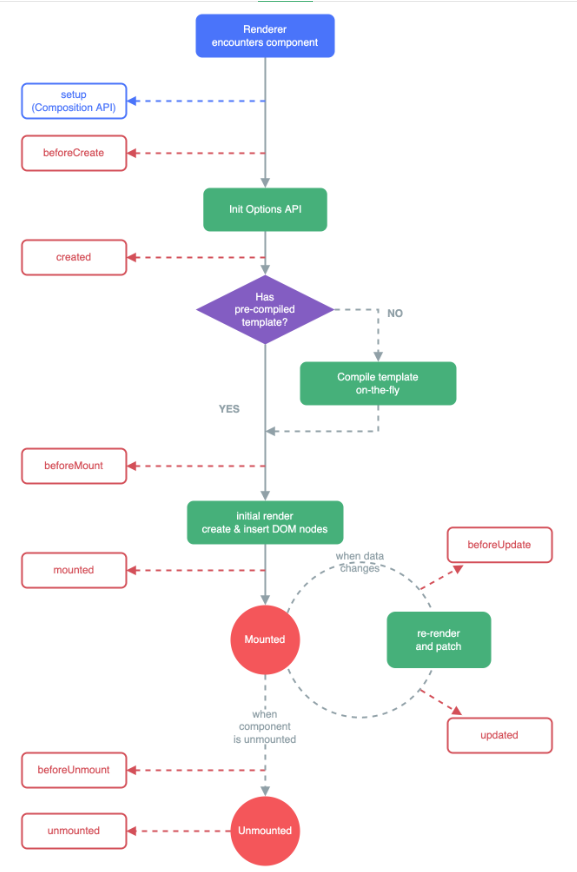 Renderer
encounters component
setup
(Composition API)
beforeCreate
Init Options API
created
Has
pre-compiled
template?
NO
Compile template
on-the-fly
YES
beforeMount
initial render
create & insert DOM nodes
beforeUpdate
when data
changes
mounted
Mounted
re-render
and patch
when
component
is unmounted
updated
beforeUnmount
unmounted
Unmounted